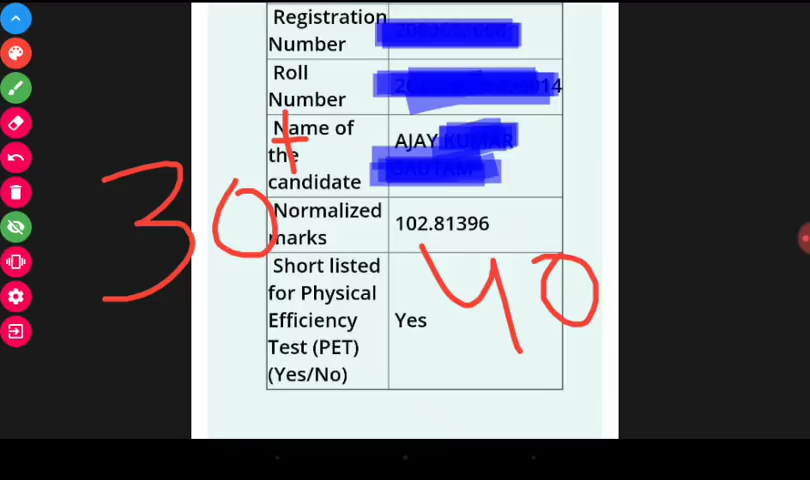 Registration
Number
Roll
Number 14
Name of
the
candidate
AJAY
Normalized
marks
102.81396
Short listed
for Physical
Efficiency
Test (PET)
(Yes/No)
Yes
30 + 40